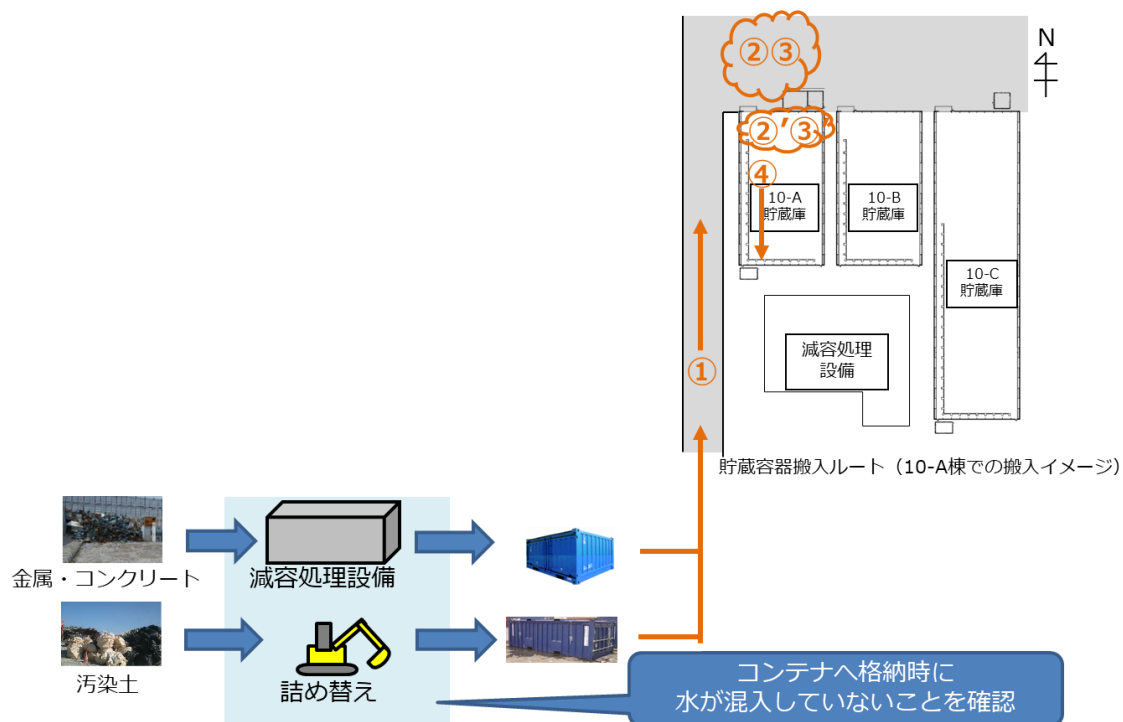 ② ③
N
②’③’
④
10-A
貯蔵庫
10-B
貯蔵庫
10-C
貯蔵庫
減容処理
設備
①
貯蔵容器搬入ルート（10-A棟での搬入イメージ）
金属・コンクリート
減容処理設備
汚染土
詰め替え
コンテナへ格納時に
水が混入していないことを確認